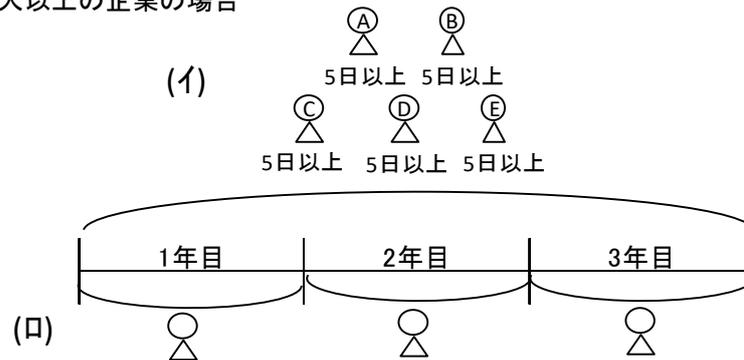 人以上の企業の場合
A B
(イ)
5日以上 5日以上
C D E
5日以上 5日以上 5日以上
1年目 2年目 3年目
(ロ)